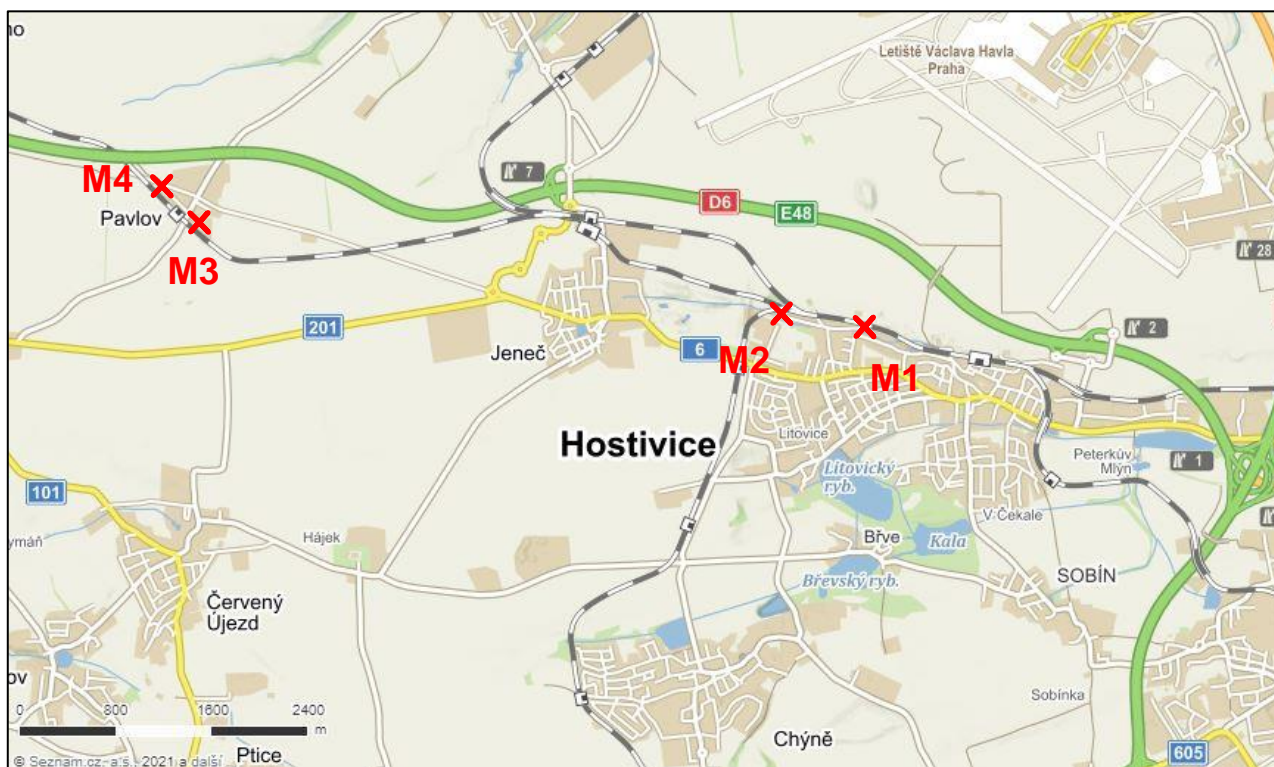 no
Letiště Václava Havla
Praha
7
D6
E48
28
M4
Pavlov
M3
201
Jeneč
6
M2
M1
2
Hostivice
Litovice
Litovický
ryb.
Peterkův
Mlýn
1
101
ymáň
Hájek
V Čekale
Břve
Kala
Břevský ryb.
SOBÍN
Červený
Újezd
ov
Sobínka
0 800 1600 2400
m
Chýně
605
© Seznam.cz, a.s., 2021 a další
Ptice